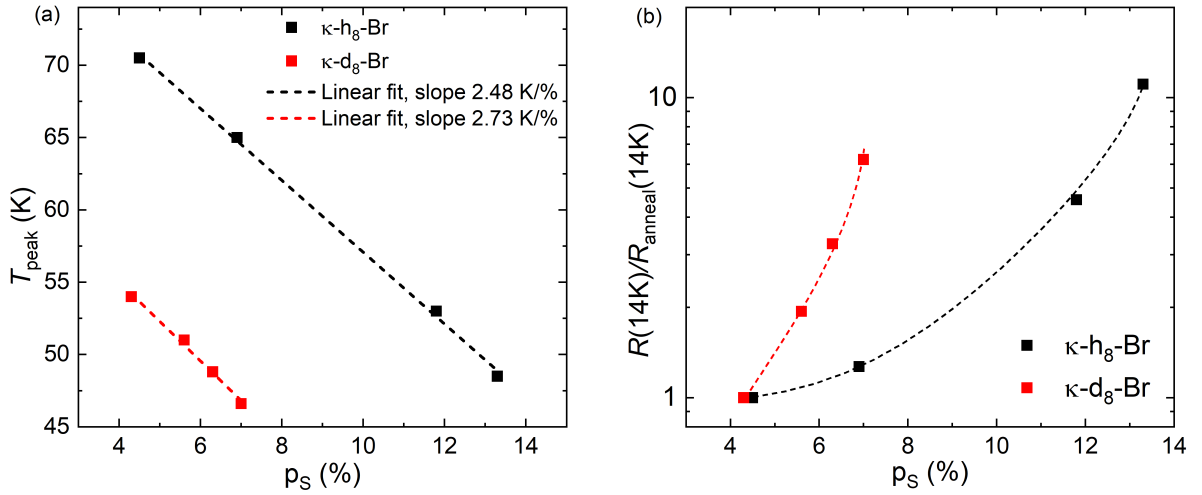 (a)
κ-h8-Br
κ-d8-Br
Linear fit, slope 2.48 K/%
Linear fit, slope 2.73 K/%
70
65
60
55
50
45
4 6 8 10 12 14
Tpeak (K)
pS (%)
(b)
10
1
4 6 8 10 12 14
R(14K)/Ranneal(14K)
pS (%)
κ-h8-Br
κ-d8-Br